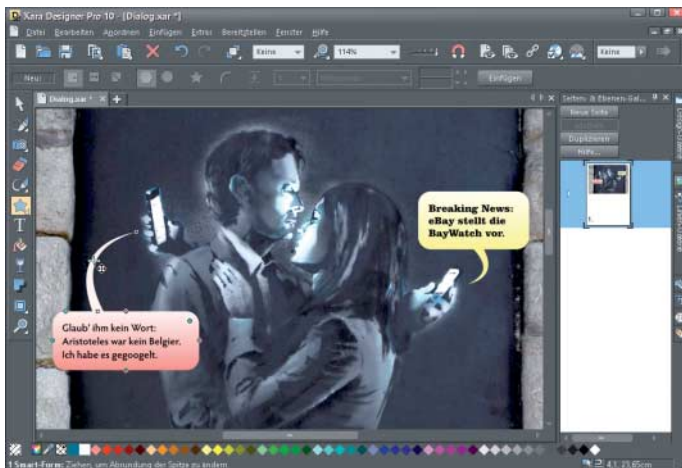 Xara Designer Pro 10 - [Dialog.xar *]
Datei Bearbeiten Anordnen Einfügen Extras Bereitstellen Fenster Hilfe
Keine 114% Keine
Neu Einfügen
Dialog.xar * Seiten- & Ebenen-Gal...
Neue Seite
Duplizieren
Hilfe...
Breaking News:
eBay stellt die
BayWatch vor.
Glaub' ihm kein Wort:
Aristoteles war kein Belgier.
Ich habe es gegoogelt.
1 Smart-Form: Ziehen, um Abrundung der Spitze zu ändern